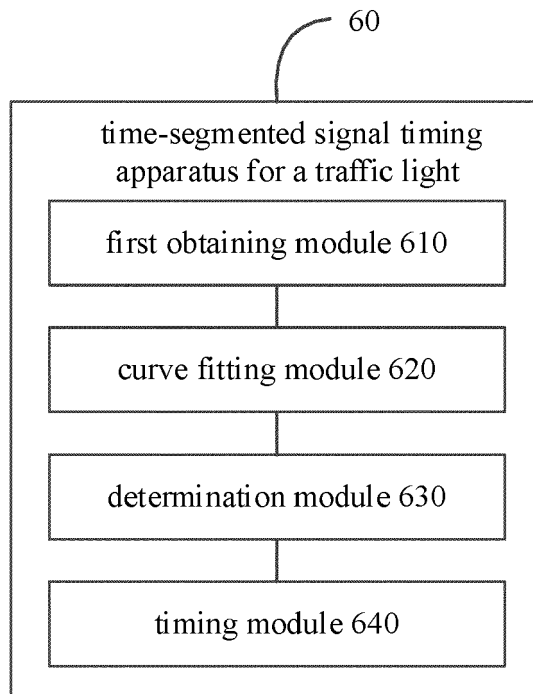 60
time-segmented signal timing
apparatus for a traffic light
first obtaining module 610
curve fitting module 620
determination module 630
timing module 640